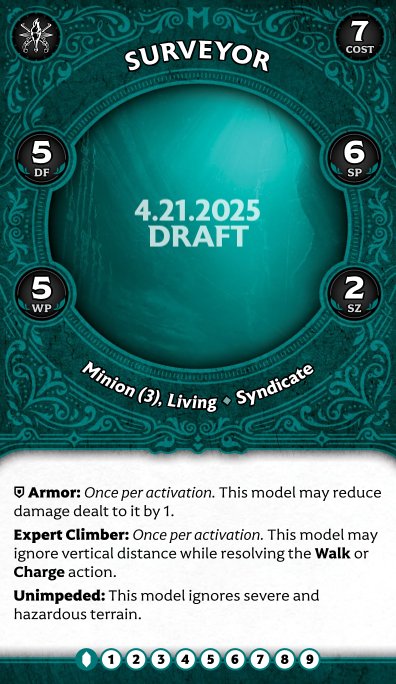 SURVEYOR
7
COST
5
DF
6
SP
4.21.2025
DRAFT
5
WP
2
SZ
Minion (3), Living ◆ Syndicate
Armor: Once per activation. This model may reduce
damage dealt to it by 1.
Expert Climber: Once per activation. This model may
ignore vertical distance while resolving the Walk or
Charge action.
Unimpeded: This model ignores severe and
hazardous terrain.
1 2 3 4 5 6 7 8 9